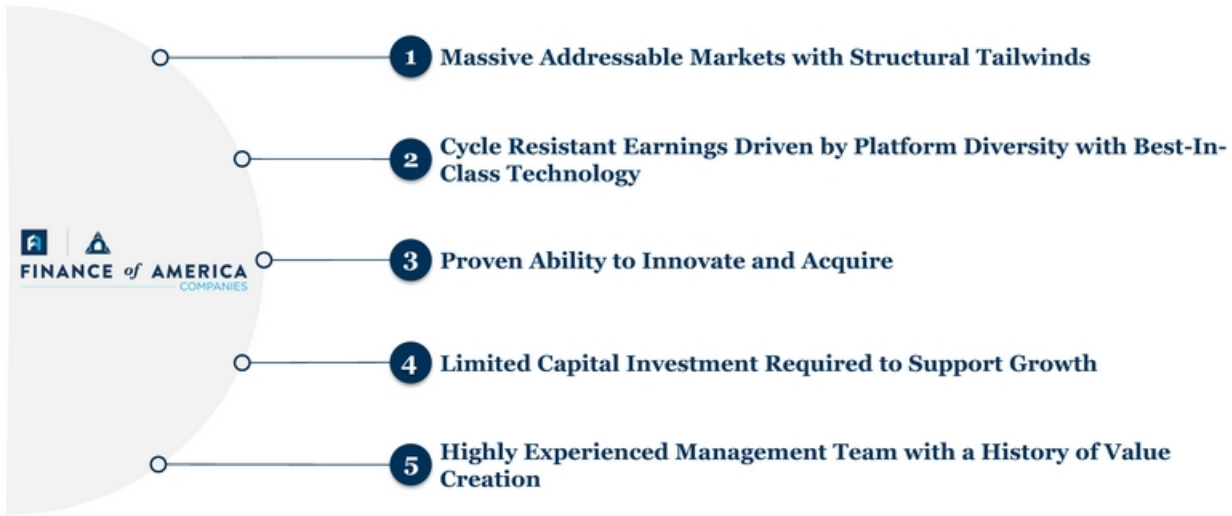 1 Massive Addressable Markets with Structural Tailwinds
2 Cycle Resistant Earnings Driven by Platform Diversity with Best-In-
Class Technology
FINANCE of AMERICA
COMPANIES
3 Proven Ability to Innovate and Acquire
4 Limited Capital Investment Required to Support Growth
5 Highly Experienced Management Team with a History of Value
Creation